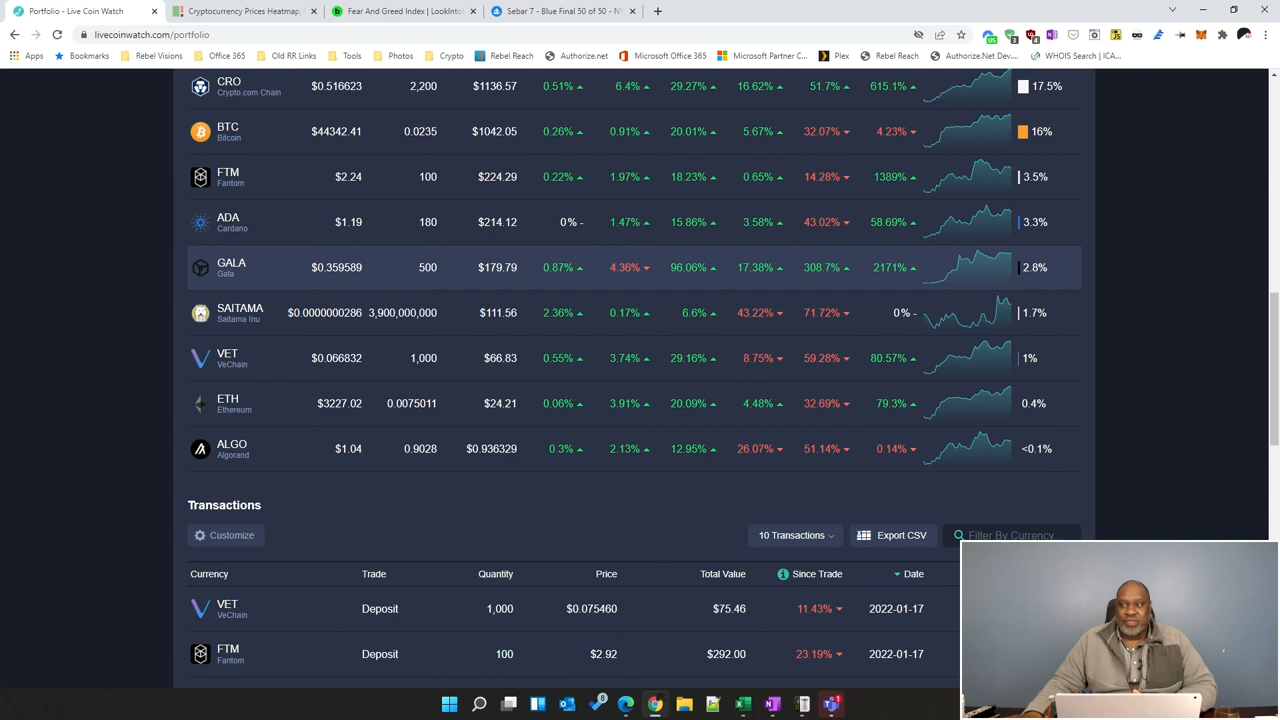 Portfolio - Live Coin Watch
Cryptocurrency Prices Heatmap,
Fear And Greed Index | LookInto
Sebar 7 - Blue Final 50 of 50 - N
livecoinwatch.com/portfolio
Apps Bookmarks Rebel Visions Office 365 Old RR Links Tools Photos Crypto Rebel Reach Authorize.net Microsoft Office 365 Microsoft Partner C... Plex Rebel Reach Authorize.Net Dev... WHOIS Search | ICA...
CRO $0.516623 2,200 $1136.57 0.51% 6.4% 29.27% 16.62% 51.7% 615.1% 17.5%
Crypto.com Chain
BTC $44342.41 0.0235 $1042.05 0.26% 0.91% 20.01% 5.67% 32.07% 4.23% 16%
Bitcoin
FTM $2.24 100 $224.29 0.22% 1.97% 18.23% 0.65% 14.28% 1389% 3.5%
Fantom
ADA $1.19 180 $214.12 0% - 1.47% 15.86% 3.58% 43.02% 58.69% 3.3%
Cardano
GALA $0.359589 500 $179.79 0.87% 4.36% 96.06% 17.38% 308.7% 2171% 2.8%
Gala
SAITAMA $0.0000000286 3,900,000,000 $111.56 2.36% 0.17% 6.6% 43.22% 71.72% 0% - 1.7%
Saitama Inu
VET $0.066832 1,000 $66.83 0.55% 3.74% 29.16% 8.75% 59.28% 80.57% 1%
VeChain
ETH $3227.02 0.0075011 $24.21 0.06% 3.91% 20.09% 4.48% 32.69% 79.3% 0.4%
Ethereum
ALGO $1.04 0.9028 $0.936329 0.3% 2.13% 12.95% 26.07% 51.14% 0.14% <0.1%
Algorand
Transactions
Customize 10 Transactions Export CSV Filter By Currency
Currency Trade Quantity Price Total Value Since Trade Date
VET Deposit 1,000 $0.075460 $75.46 11.43% 2022-01-17
VeChain
FTM Deposit 100 $2.92 $292.00 23.19% 2022-01-17
Fantom